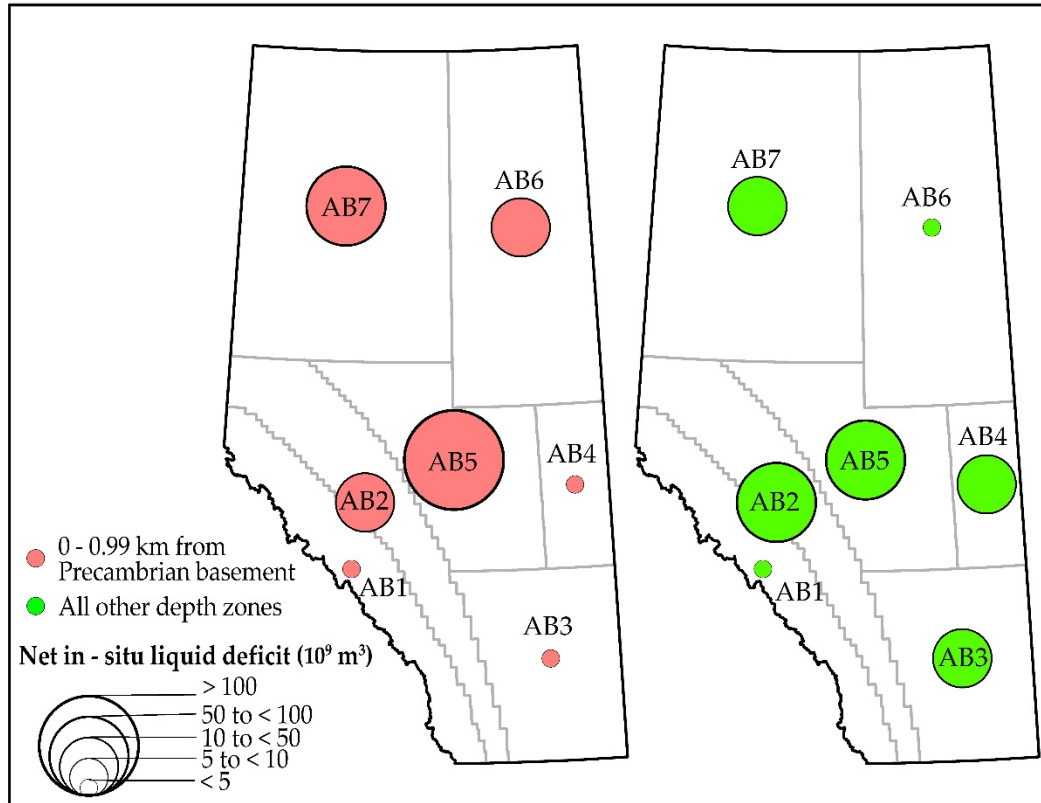 AB7
AB6
AB5
AB4
AB2
AB1
AB3
AB7
AB6
AB4
AB5
AB2
AB1
AB3
0 - 0.99 km from
Precambrian basement
All other depth zones
Net in - situ liquid deficit (10⁹ m³)
> 100
50 to < 100
10 to < 50
5 to < 10
< 5